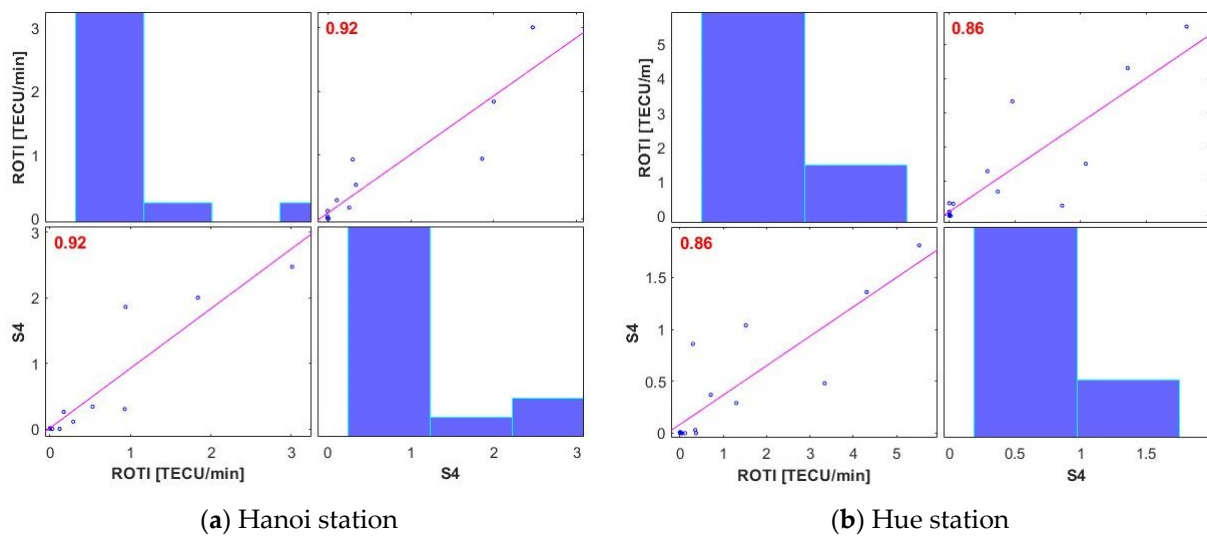 3
2
1
0
ROTI [TECU/min]
0.92
3
2
1
0
S4
0.92
0 1 2 3
ROTI [TECU/min]
0 1 2 3
S4
(a) Hanoi station
5
4
3
2
1
0
ROTI [TECU/m]
0.86
1.5
1
0.5
0
S4
0.86
0 1 2 3 4 5
ROTI [TECU/min]
0 0.5 1 1.5
S4
(b) Hue station